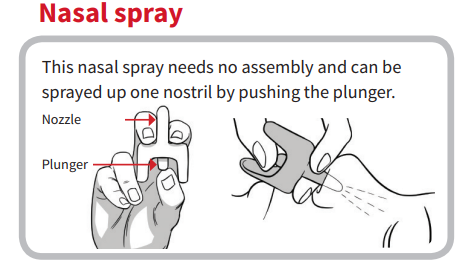 Nasal spray
This nasal spray needs no assembly and can be
sprayed up one nostril by pushing the plunger.
Nozzle
Plunger